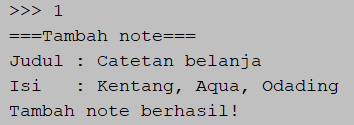 >>> 1
===Tambah note===
Judul : Catetan belanja
Isi   : Kentang, Aqua, Odading
Tambah note berhasil!